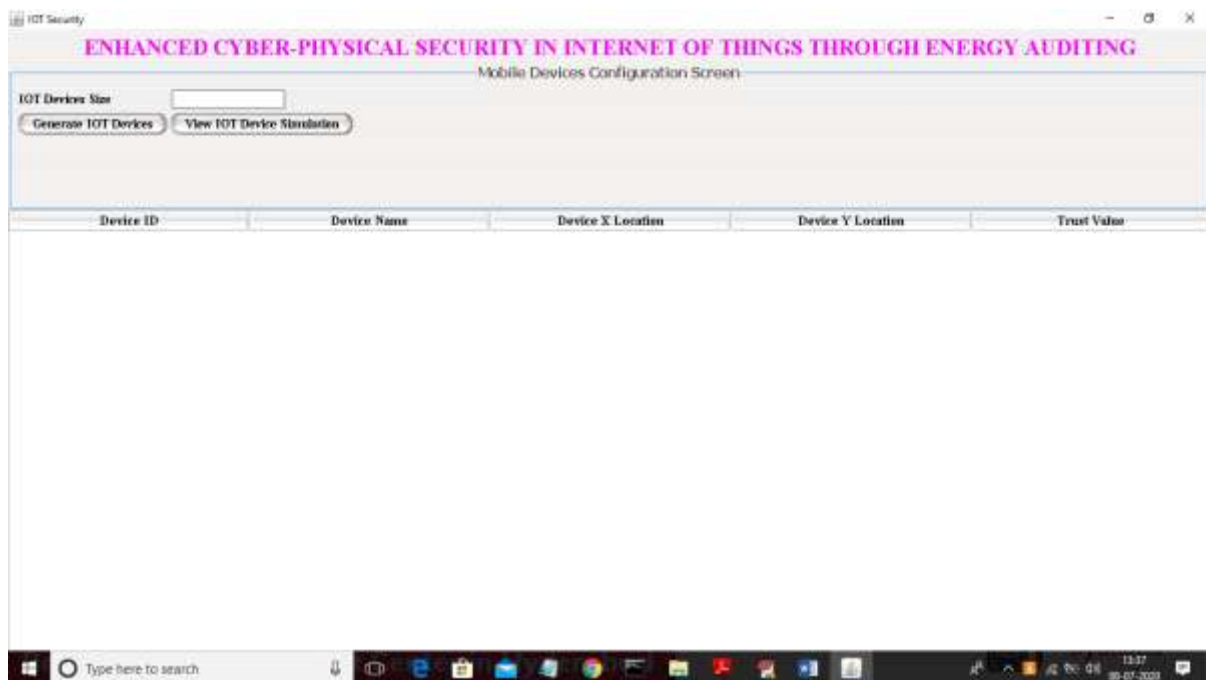 IOT Security
ENHANCED CYBER-PHYSICAL SECURITY IN INTERNET OF THINGS THROUGH ENERGY AUDITING
Mobile Devices Configuration Screen
IOT Devices Size
Generate IOT Devices View IOT Device Simulation
Device ID Device Name Device X Location Device Y Location Trust Value
Type here to search
13:37